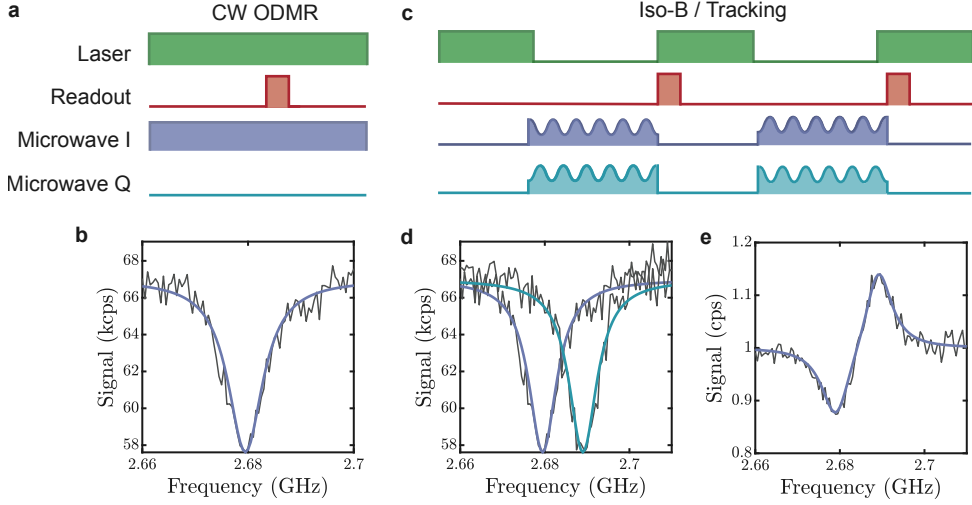 a
CW ODMR
c
Iso-B / Tracking
Laser
Readout
Microwave I
Microwave Q
b
d
e
Signal (kcps)
68
66
64
62
60
58
2.66
2.68
2.7
Frequency (GHz)
Signal (kcps)
68
66
64
62
60
58
2.66
2.68
2.7
Frequency (GHz)
Signal (cps)
1.2
1.1
1
0.9
0.8
2.66
2.68
2.7
Frequency (GHz)